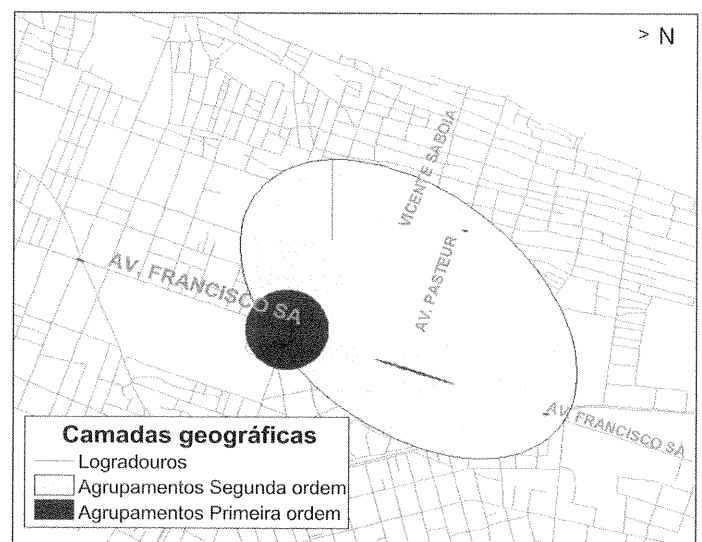 > N
VICENTE SABOIA
AV. PASTEUR
AV. FRANCISCO SA
AV. FRANCISCO SA
Camadas geográficas
Logradouros
Agrupamentos Segunda ordem
Agrupamentos Primeira ordem